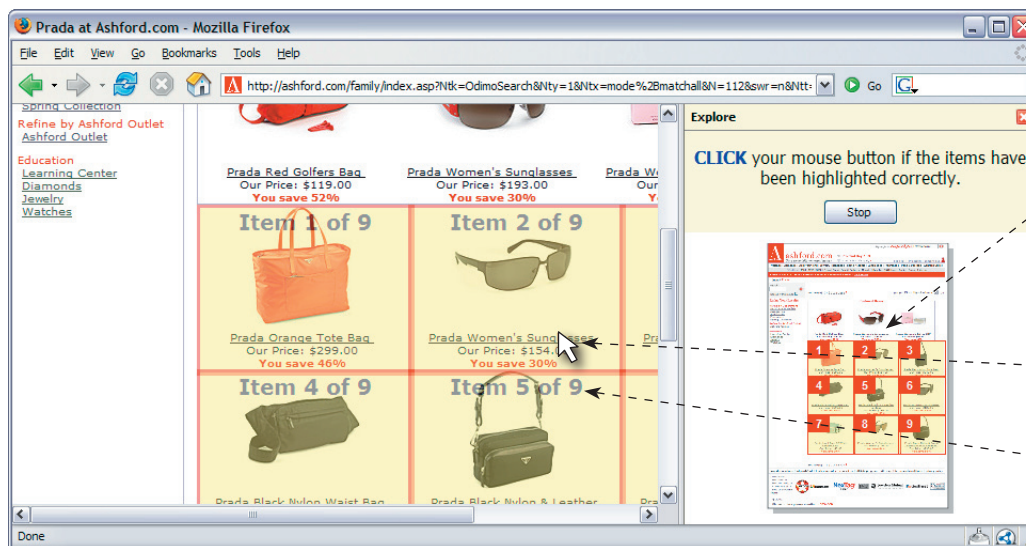 Prada at Ashford.com - Mozilla Firefox
File Edit View Go Bookmarks Tools Help
http://ashford.com/family/index.asp?Ntk=OdimoSearch&Nty=1&Ntx=mode%2Bmatchall&N=112&swr=n&Ntt: Go
Spring Collection
Refine by Ashford Outlet
Ashford Outlet
Education
Learning Center
Diamonds
Jewelry
Watches
Prada Red Golfers Bag Prada Women's Sunglasses Prada Wo
Our Price: $119.00 Our Price: $193.00 Our
You save 52% You save 30% Y
Item 1 of 9 Item 2 of 9
Prada Orange Tote Bag Prada Women's Sunglasses Pra
Our Price: $299.00 Our Price: $154.
You save 46% You save 30%
Item 4 of 9 Item 5 of 9
Prada Black Nylon Waist Bag Prada Black Nylon & Leather Pra
Explore
CLICK your mouse button if the items have
been highlighted correctly.
Stop
ashford.com
1 2 3
4 5 6
7 8 9
Done